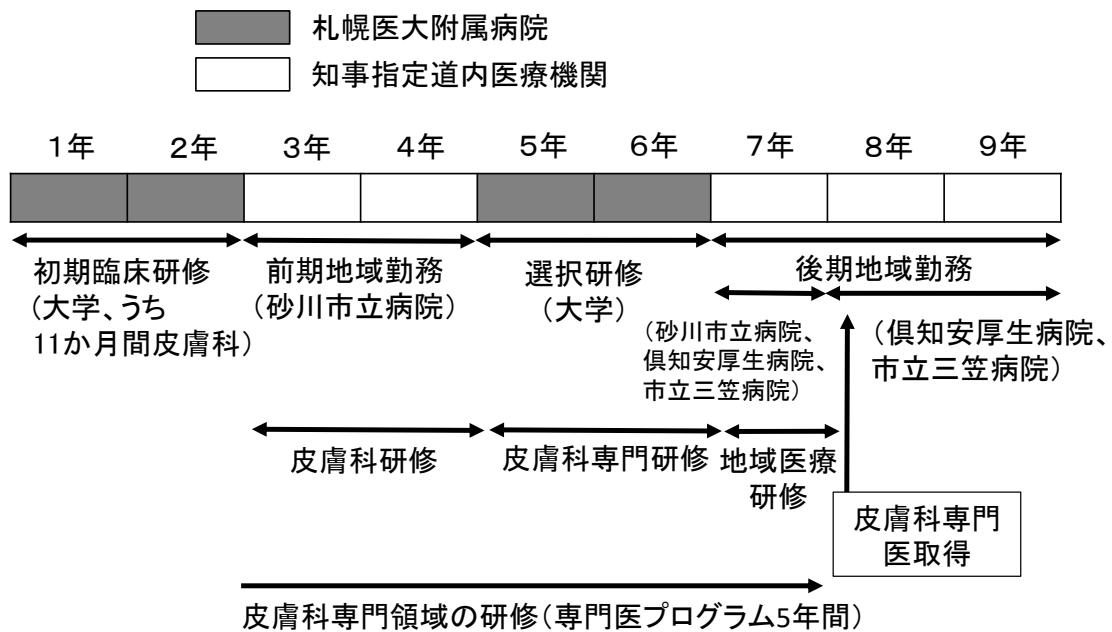 札幌医大附属病院
知事指定道内医療機関
1年 2年 3年 4年 5年 6年 7年 8年 9年
初期臨床研修
(大学、うち
11か月間皮膚科)
前期地域勤務
(砂川市立病院)
選択研修
(大学)
後期地域勤務
(砂川市立病院、
倶知安厚生病院、
市立三笠病院)
(倶知安厚生病院、
市立三笠病院)
皮膚科研修
皮膚科専門研修
地域医療
研修
皮膚科専門
医取得
皮膚科専門領域の研修(専門医プログラム5年間)